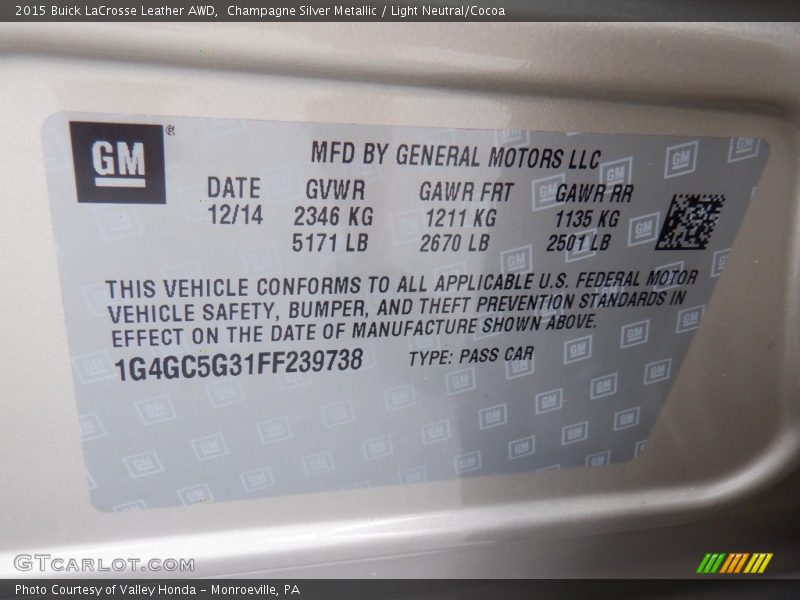 2015 Buick LaCrosse Leather AWD, Champagne Silver Metallic / Light Neutral/Cocoa
GM ®
MFD BY GENERAL MOTORS LLC
DATE GVWR GAWR FRT GAWR RR
12/14 2346 KG 1211 KG 1135 KG
5171 LB 2670 LB 2501 LB
THIS VEHICLE CONFORMS TO ALL APPLICABLE U.S. FEDERAL MOTOR
VEHICLE SAFETY, BUMPER, AND THEFT PREVENTION STANDARDS IN
EFFECT ON THE DATE OF MANUFACTURE SHOWN ABOVE.
1G4GC5G31FF239738 TYPE: PASS CAR
GTCARLOT.COM
Photo Courtesy of Valley Honda - Monroeville, PA